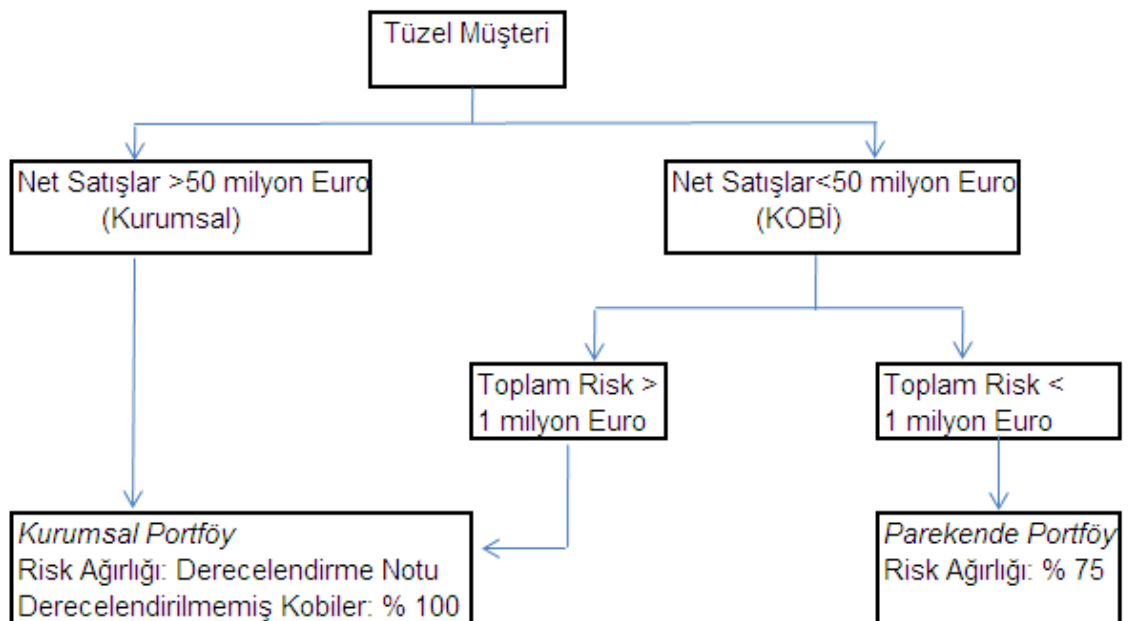 Tüzel Müşteri
Net Satışlar >50 milyon Euro
(Kurumsal)
Net Satışlar<50 milyon Euro
(KOBİ)
Toplam Risk >
1 milyon Euro
Toplam Risk <
1 milyon Euro
Kurumsal Portföy
Risk Ağırlığı: Derecelendirme Notu
Derecelendirilmemiş Kobiler: % 100
Parekende Portföy
Risk Ağırlığı: % 75